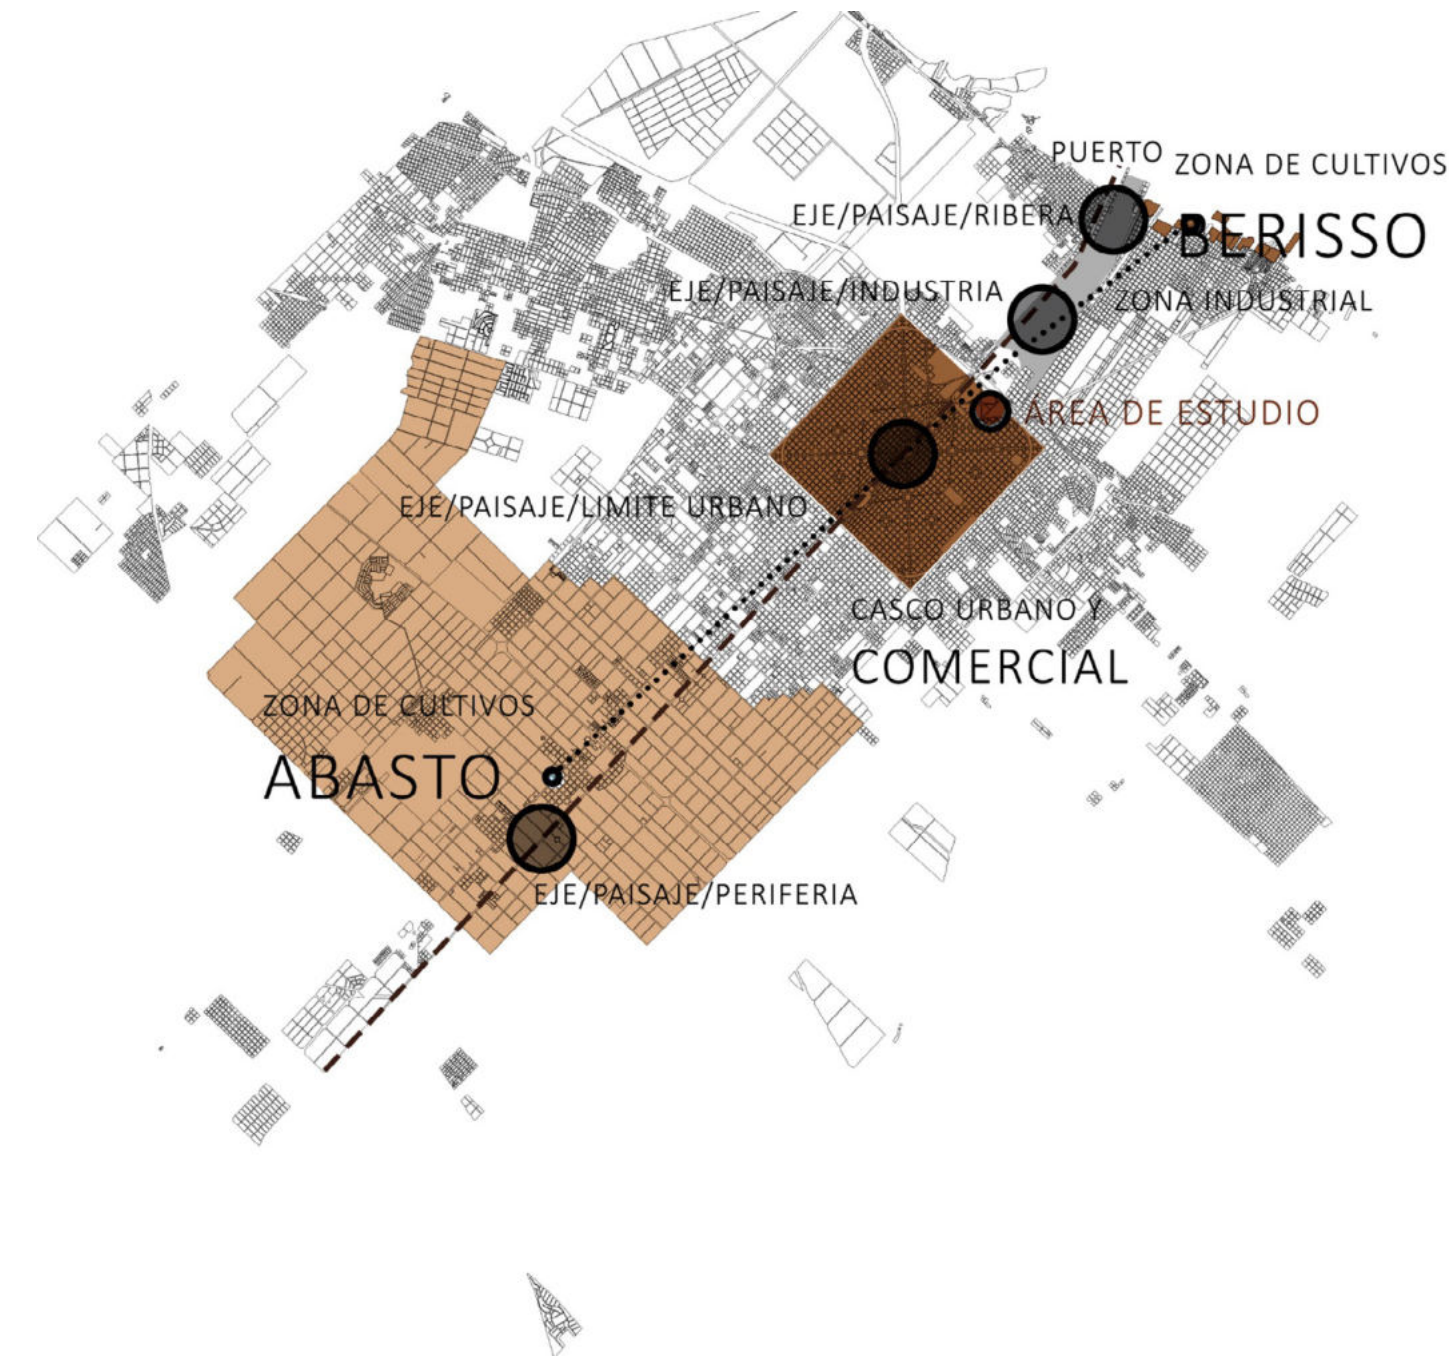 PUERTO
ZONA DE CULTIVOS
EJE/PAISAJE/RIBERA
BERISSO
EJE/PAISAJE/INDUSTRIA
ZONA INDUSTRIAL
ÁREA DE ESTUDIO
EJE/PAISAJE/LIMITE URBANO
CASCO URBANO Y
COMERCIAL
ZONA DE CULTIVOS
ABASTO
EJE/PAISAJE/PERIFERIA